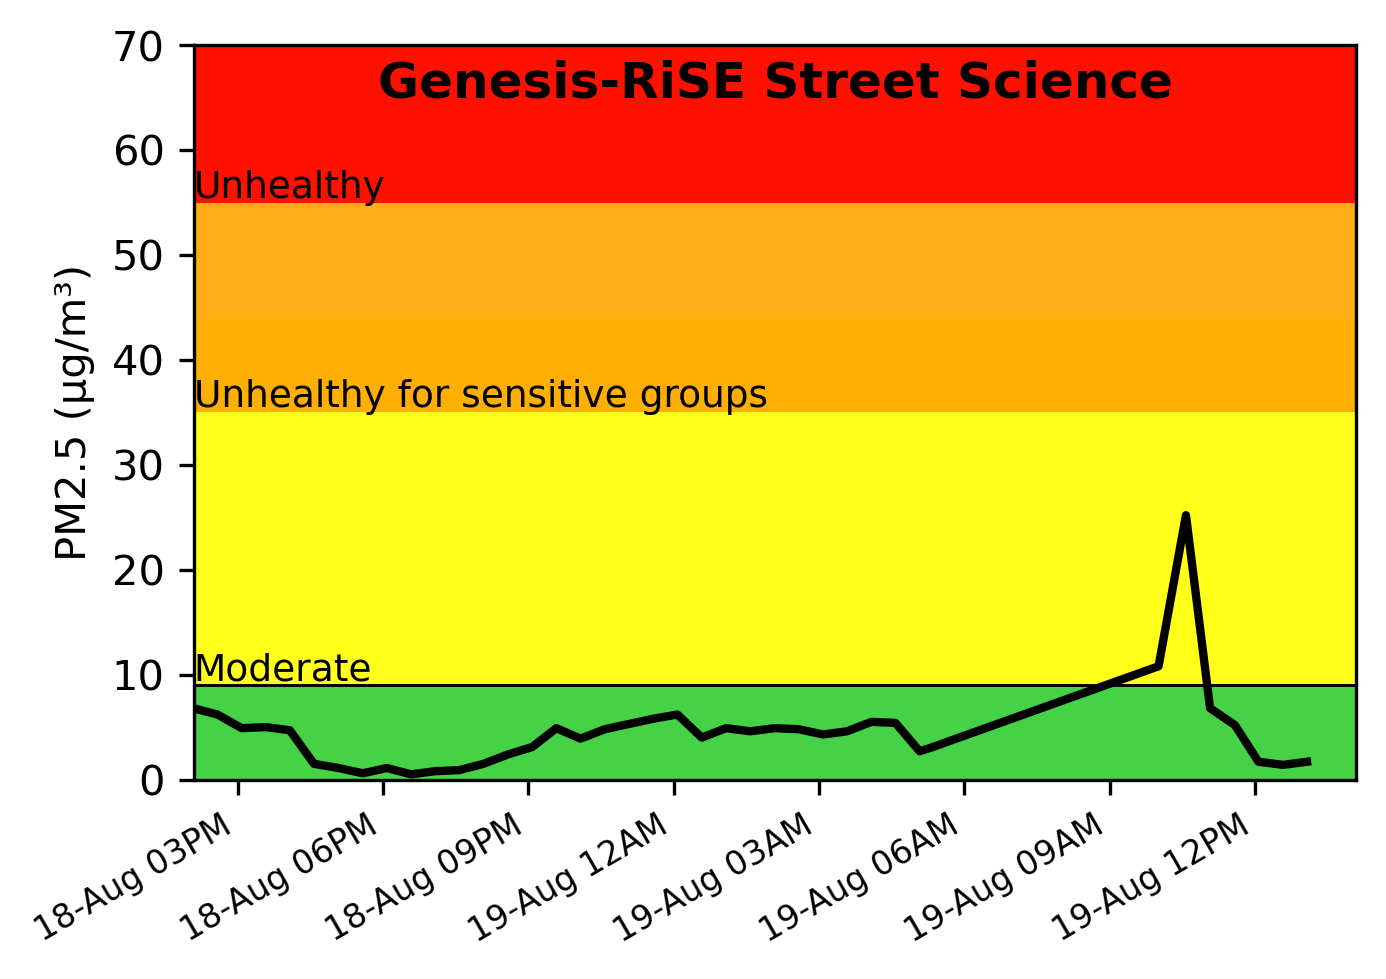 Genesis-RiSE Street Science
70
60
Unhealthy
50
40
Unhealthy for sensitive groups
30
20
Moderate
10
0
PM2.5 (μg/m³)
18-Aug 03PM
18-Aug 06PM
18-Aug 09PM
19-Aug 12AM
19-Aug 03AM
19-Aug 06AM
19-Aug 09AM
19-Aug 12PM